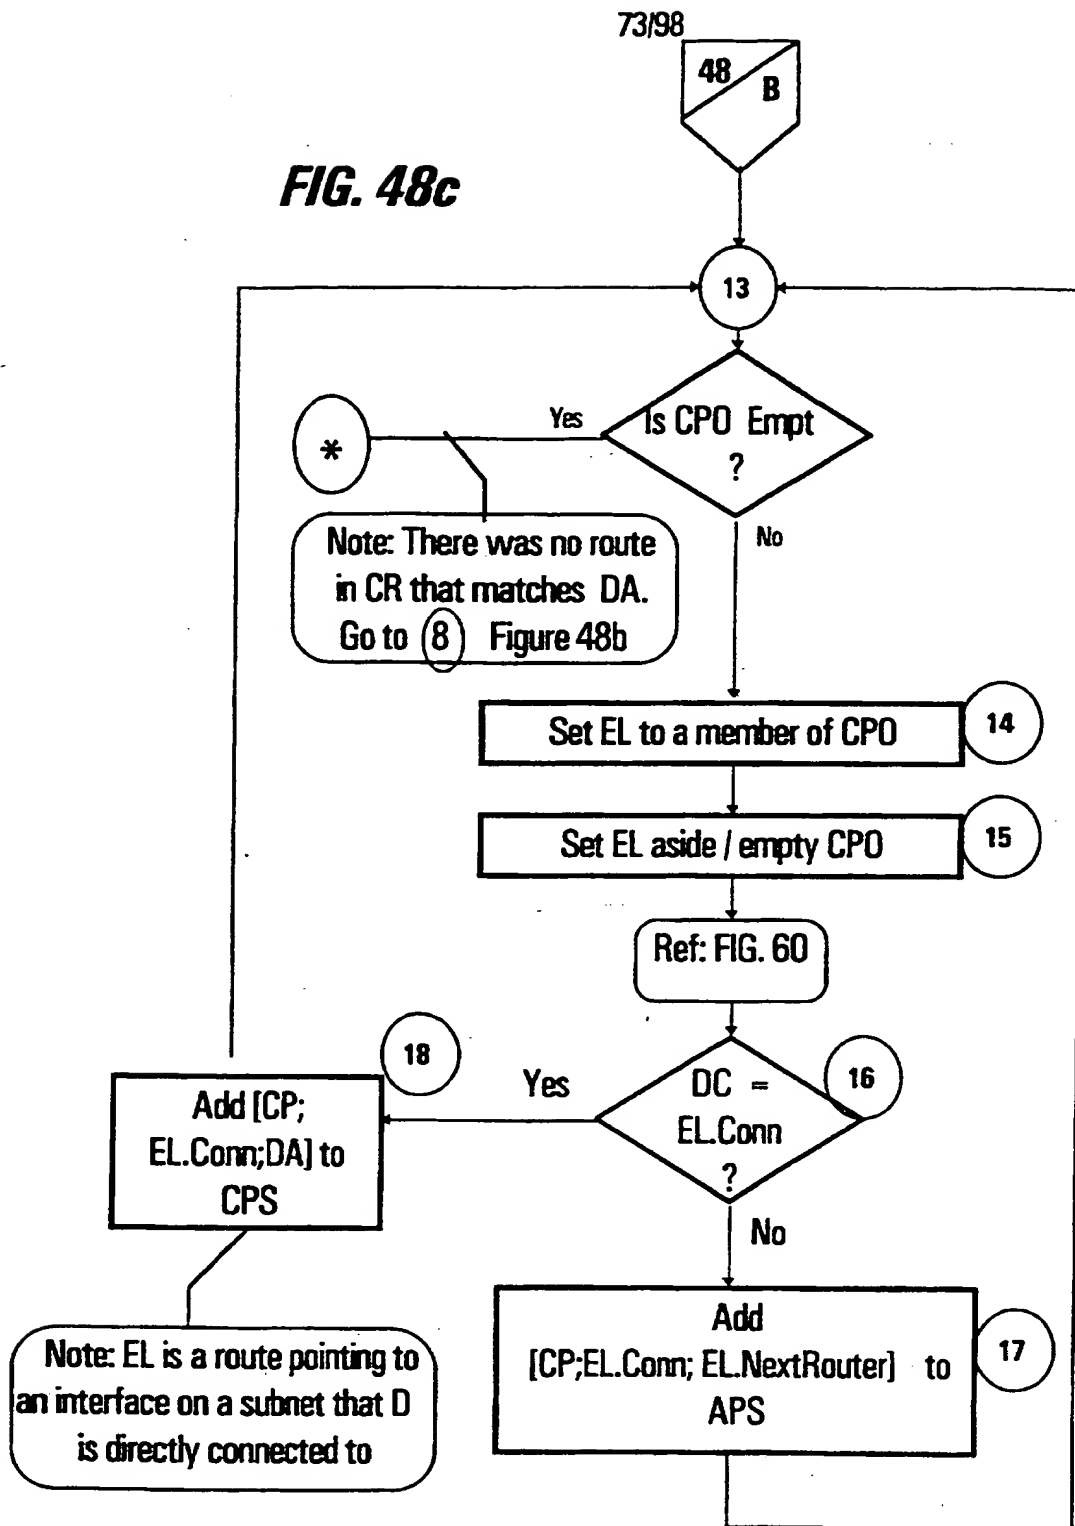 73/98
48
B
FIG. 48c
13
Is CPO Empt
?
Yes
*
No
Note: There was no route
in CR that matches DA.
Go to 8 Figure 48b
Set EL to a member of CPO
14
Set EL aside / empty CPO
15
Ref: FIG. 60
DC =
EL.Conn
?
16
Yes
18
Add [CP;
EL.Conn;DA] to
CPS
No
Note: EL is a route pointing to
an interface on a subnet that D
is directly connected to
Add
[CP;EL.Conn; EL.NextRouter] to
APS
17